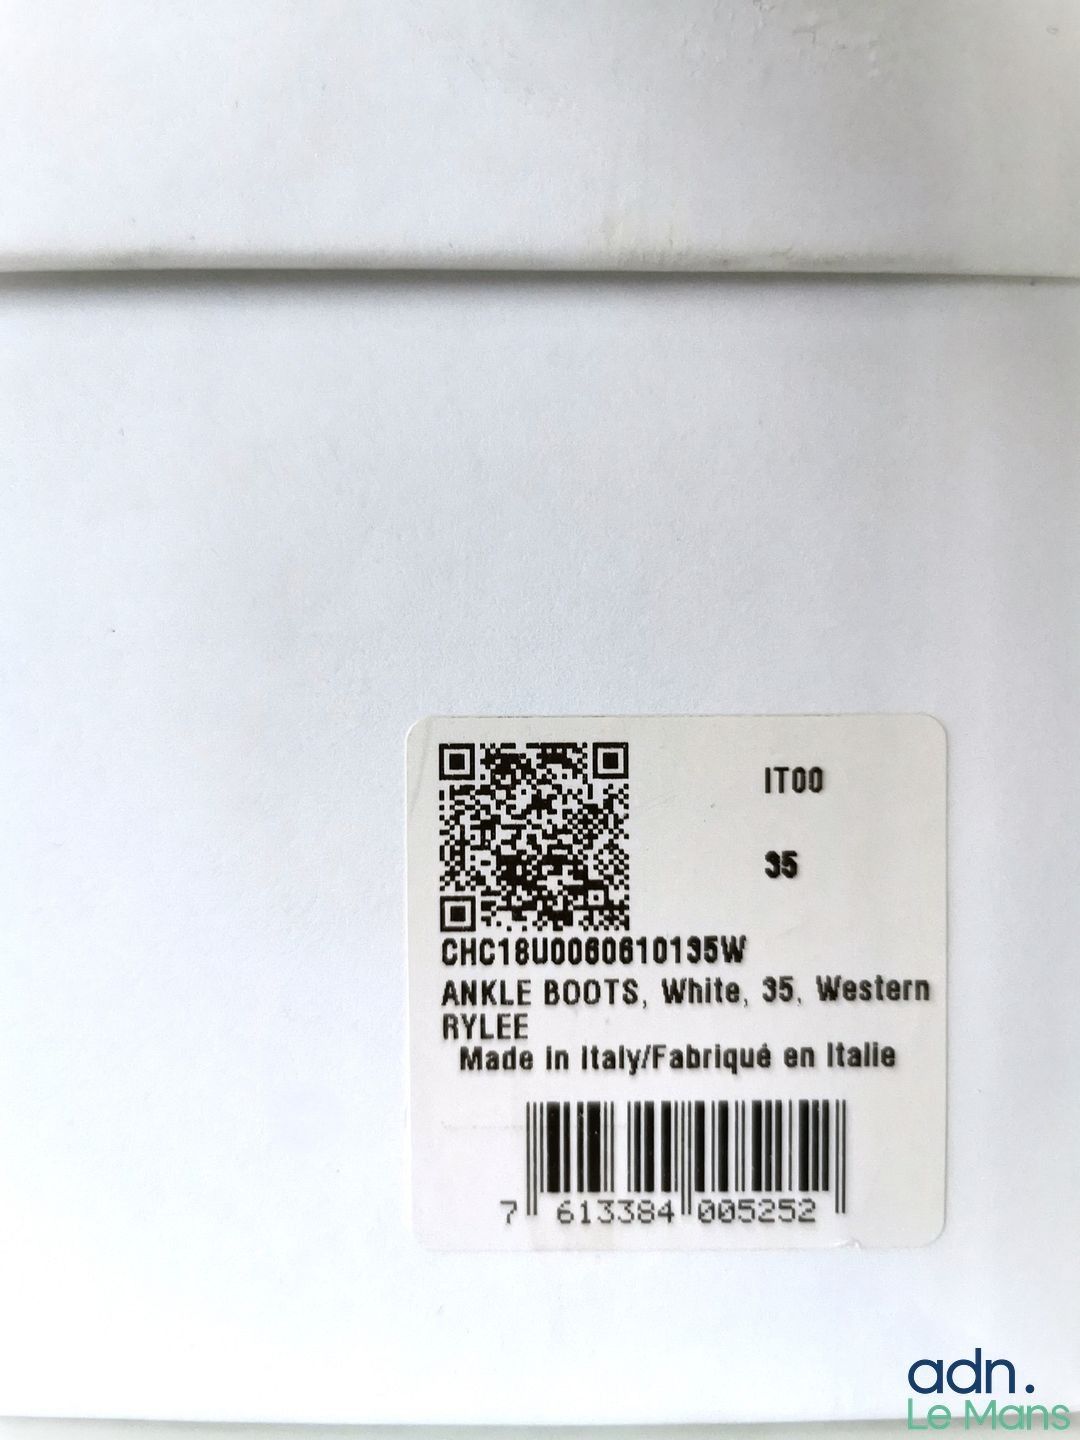 IT00
35
CHC18U0060610135W
ANKLE BOOTS, White, 35, Western
RYLEE
Made in Italy/Fabriqué en Italie
7 613384 005252
adn.
Le Mans